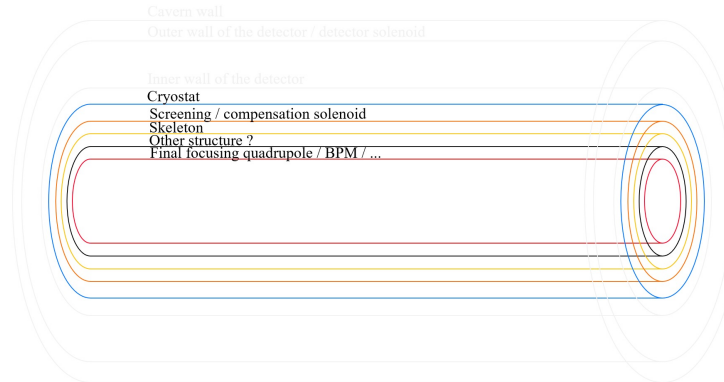 Cavern wall
Outer wall of the detector / detector solenoid
Inner wall of the detector
Cryostat
Screening / compensation solenoid
Skeleton
Other structure ?
Final focusing quadrupole / BPM / ...